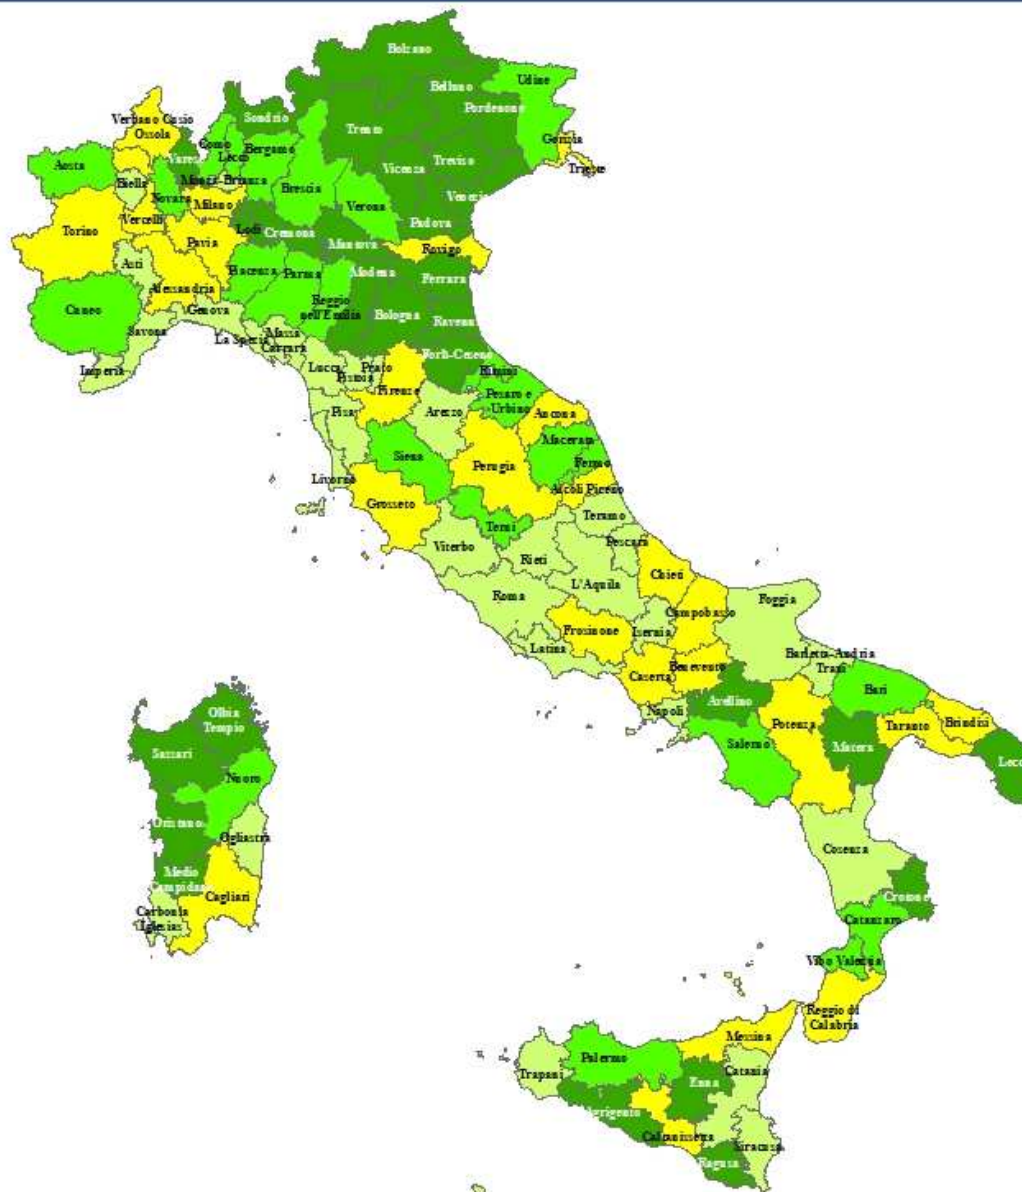 Bolzano
Udine
Belluno
Pordenone
Verbano Cusio
Ossola
Sondrio
Trento
Gorizia
Trieste
Como
Lecco
Bergamo
Aosta
Varese
Vicenza
Treviso
Biella
Monza-Brianza
Brescia
Venezia
Novara
Milano
Verona
Vercelli
Padova
Torino
Lodi
Cremona
Mantova
Pavia
Rovigo
Asti
Piacenza
Parma
Modena
Ferrara
Alessandria
Reggio
nell'Emilia
Cuneo
Genova
Bologna
Ravenna
Savona
La Spezia
Massa
Carrara
Forlì-Cesena
Imperia
Lucca
Prato
Pistoia
Rimini
Firenze
Pesaro e
Urbino
Pisa
Arezzo
Ancona
Macerata
Siena
Fermo
Perugia
Livorno
Ascoli Piceno
Grosseto
Teramo
Terni
Viterbo
Pescara
Rieti
Chieti
L'Aquila
Roma
Foggia
Campobasso
Frosinone
Isernia
Latina
Barletta-Andria
Trani
Benevento
Caserta
Bari
Avellino
Napoli
Olbia
Tempio
Potenza
Taranto
Brindisi
Salerno
Matera
Sassari
Lecc
Nuoro
Oristano
Ogliastra
Cosenza
Medio
Campidano
Cagliari
Crotone
Carbonia
Iglesias
Catanzaro
Vibo Valentia
Reggio di
Calabria
Messina
Palermo
Trapani
Catania
Enna
Agrigento
Caltanissetta
Siracusa
Ragusa